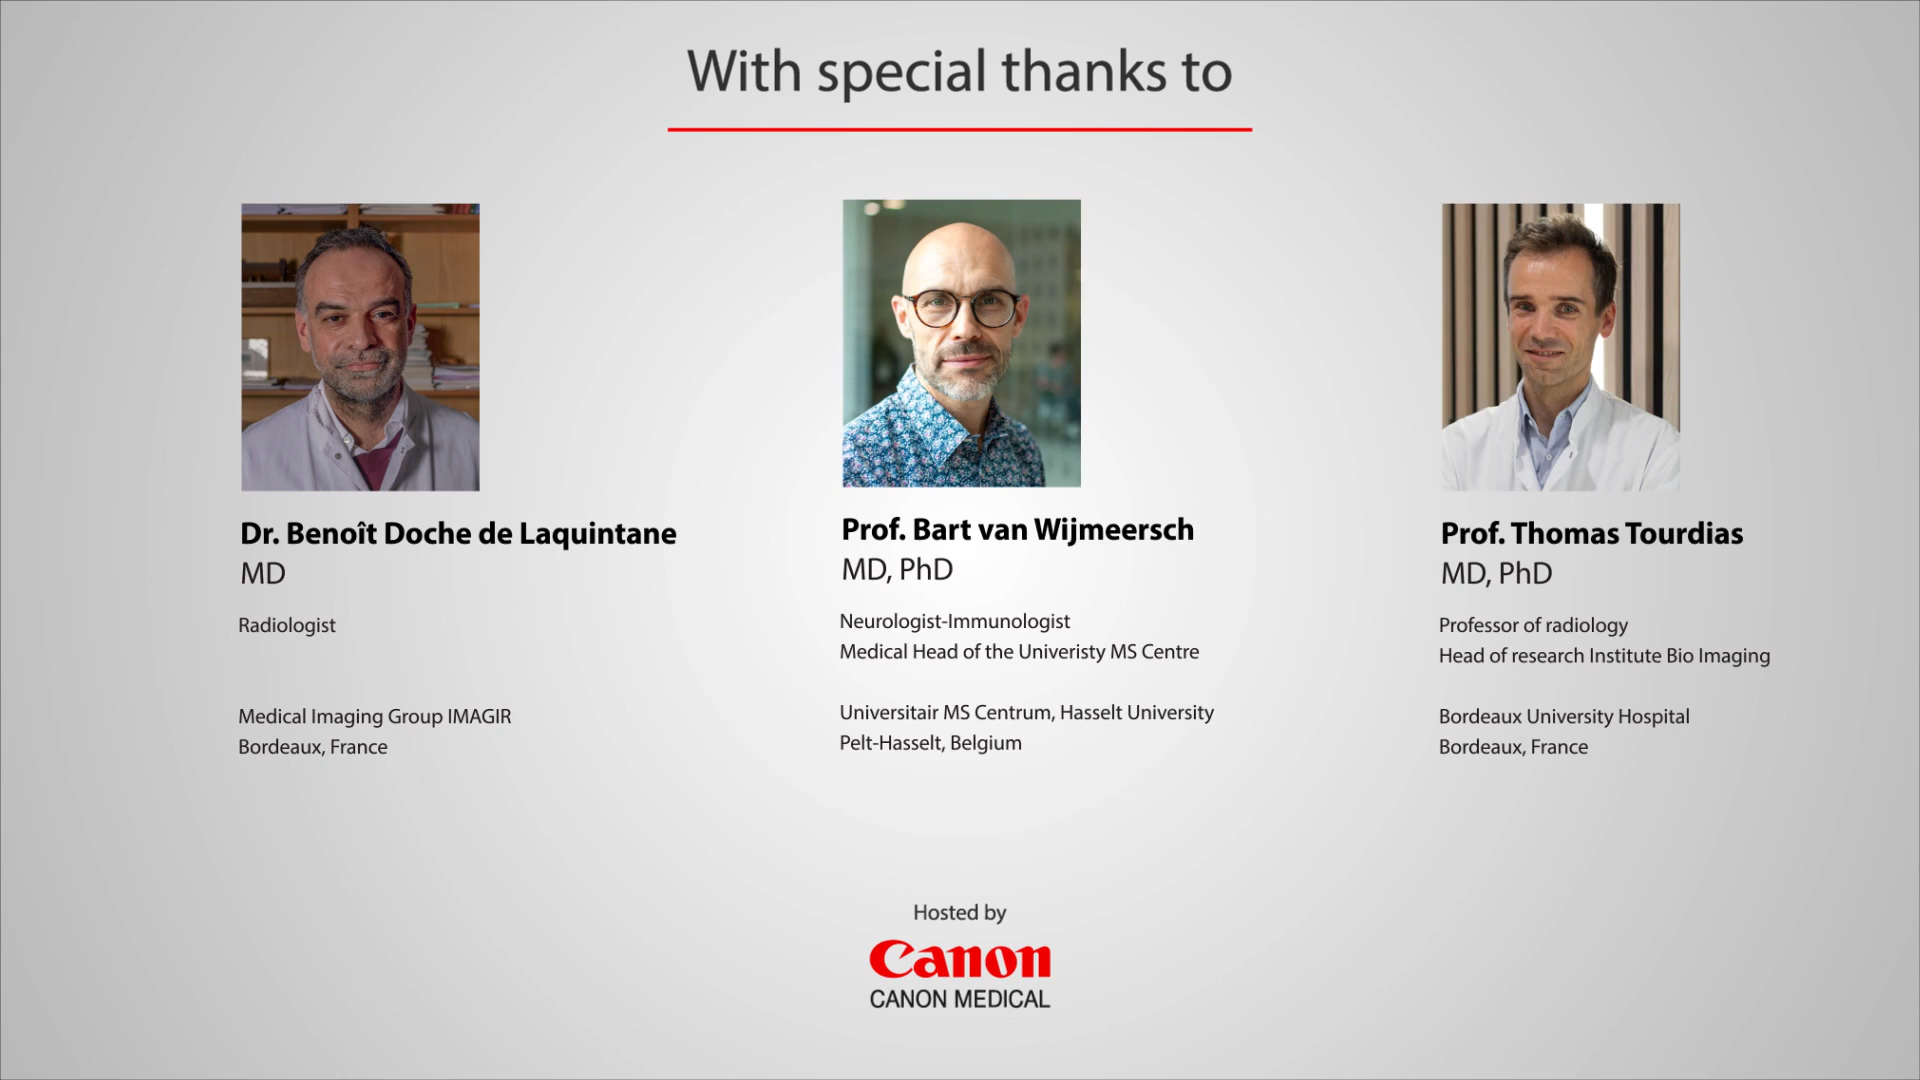 With special thanks to
Dr. Benoît Doche de Laquintane
MD
Radiologist
Medical Imaging Group IMAGIR
Bordeaux, France
Prof. Bart van Wijmeersch
MD, PhD
Neurologist-Immunologist
Medical Head of the Univeristy MS Centre
Universitair MS Centrum, Hasselt University
Pelt-Hasselt, Belgium
Prof. Thomas Tourdias
MD, PhD
Professor of radiology
Head of research Institute Bio Imaging
Bordeaux University Hospital
Bordeaux, France
Hosted by
Canon
CANON MEDICAL